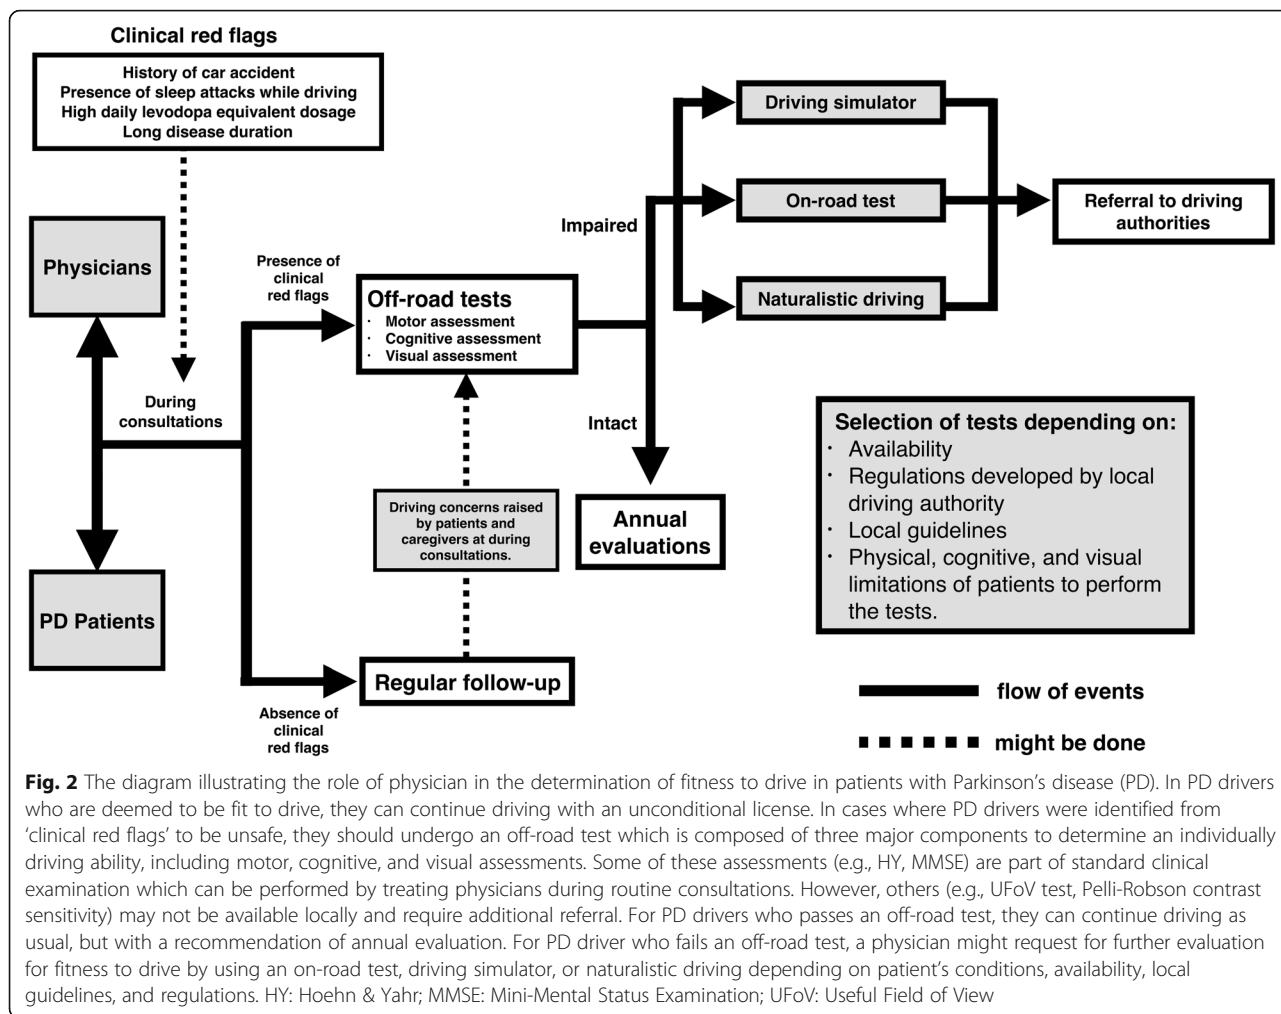 Clinical red flags
History of car accident
Presence of sleep attacks while driving
High daily levodopa equivalent dosage
Long disease duration
Physicians
During
consultations
PD Patients
Presence of
clinical
red flags
Absence of
clinical
red flags
Off-road tests
· Motor assessment
· Cognitive assessment
· Visual assessment
Driving concerns raised
by patients and
caregivers at during
consultations.
Regular follow-up
Impaired
Intact
Annual
evaluations
Driving simulator
On-road test
Naturalistic driving
Referral to driving
authorities
Selection of tests depending on:
· Availability
· Regulations developed by local
driving authority
· Local guidelines
· Physical, cognitive, and visual
limitations of patients to perform
the tests.
flow of events
might be done
Fig. 2 The diagram illustrating the role of physician in the determination of fitness to drive in patients with Parkinson's disease (PD). In PD drivers
who are deemed to be fit to drive, they can continue driving with an unconditional license. In cases where PD drivers were identified from
'clinical red flags' to be unsafe, they should undergo an off-road test which is composed of three major components to determine an individually
driving ability, including motor, cognitive, and visual assessments. Some of these assessments (e.g., HY, MMSE) are part of standard clinical
examination which can be performed by treating physicians during routine consultations. However, others (e.g., UFoV test, Pelli-Robson contrast
sensitivity) may not be available locally and require additional referral. For PD drivers who passes an off-road test, they can continue driving as
usual, but with a recommendation of annual evaluation. For PD driver who fails an off-road test, a physician might request for further evaluation
for fitness to drive by using an on-road test, driving simulator, or naturalistic driving depending on patient's conditions, availability, local
guidelines, and regulations. HY: Hoehn & Yahr; MMSE: Mini-Mental Status Examination; UFoV: Useful Field of View